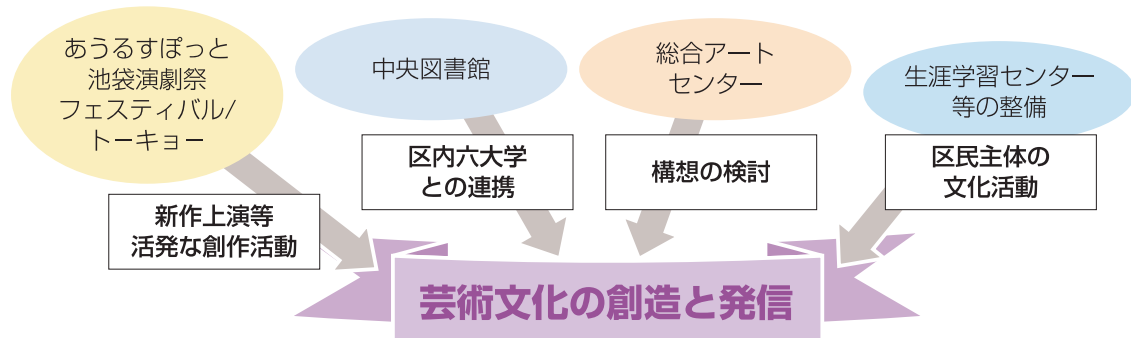 あうるすぽっと
池袋演劇祭
フェスティバル/
トーキョー
新作上演等
活発な創作活動
中央図書館
区内六大学
との連携
総合アート
センター
構想の検討
生涯学習センター
等の整備
区民主体の
文化活動
芸術文化の創造と発信